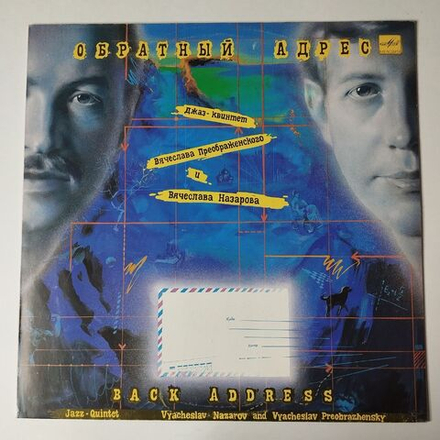 ОБРАТНЫЙ АДРЕС
джаз-квинтет
Вячеслава Преображенского
и
Вячеслава Назарова
BACK ADDRESS
Jazz-Quintet Vyacheslav Nazarov and Vyacheslav Preobrazhensky